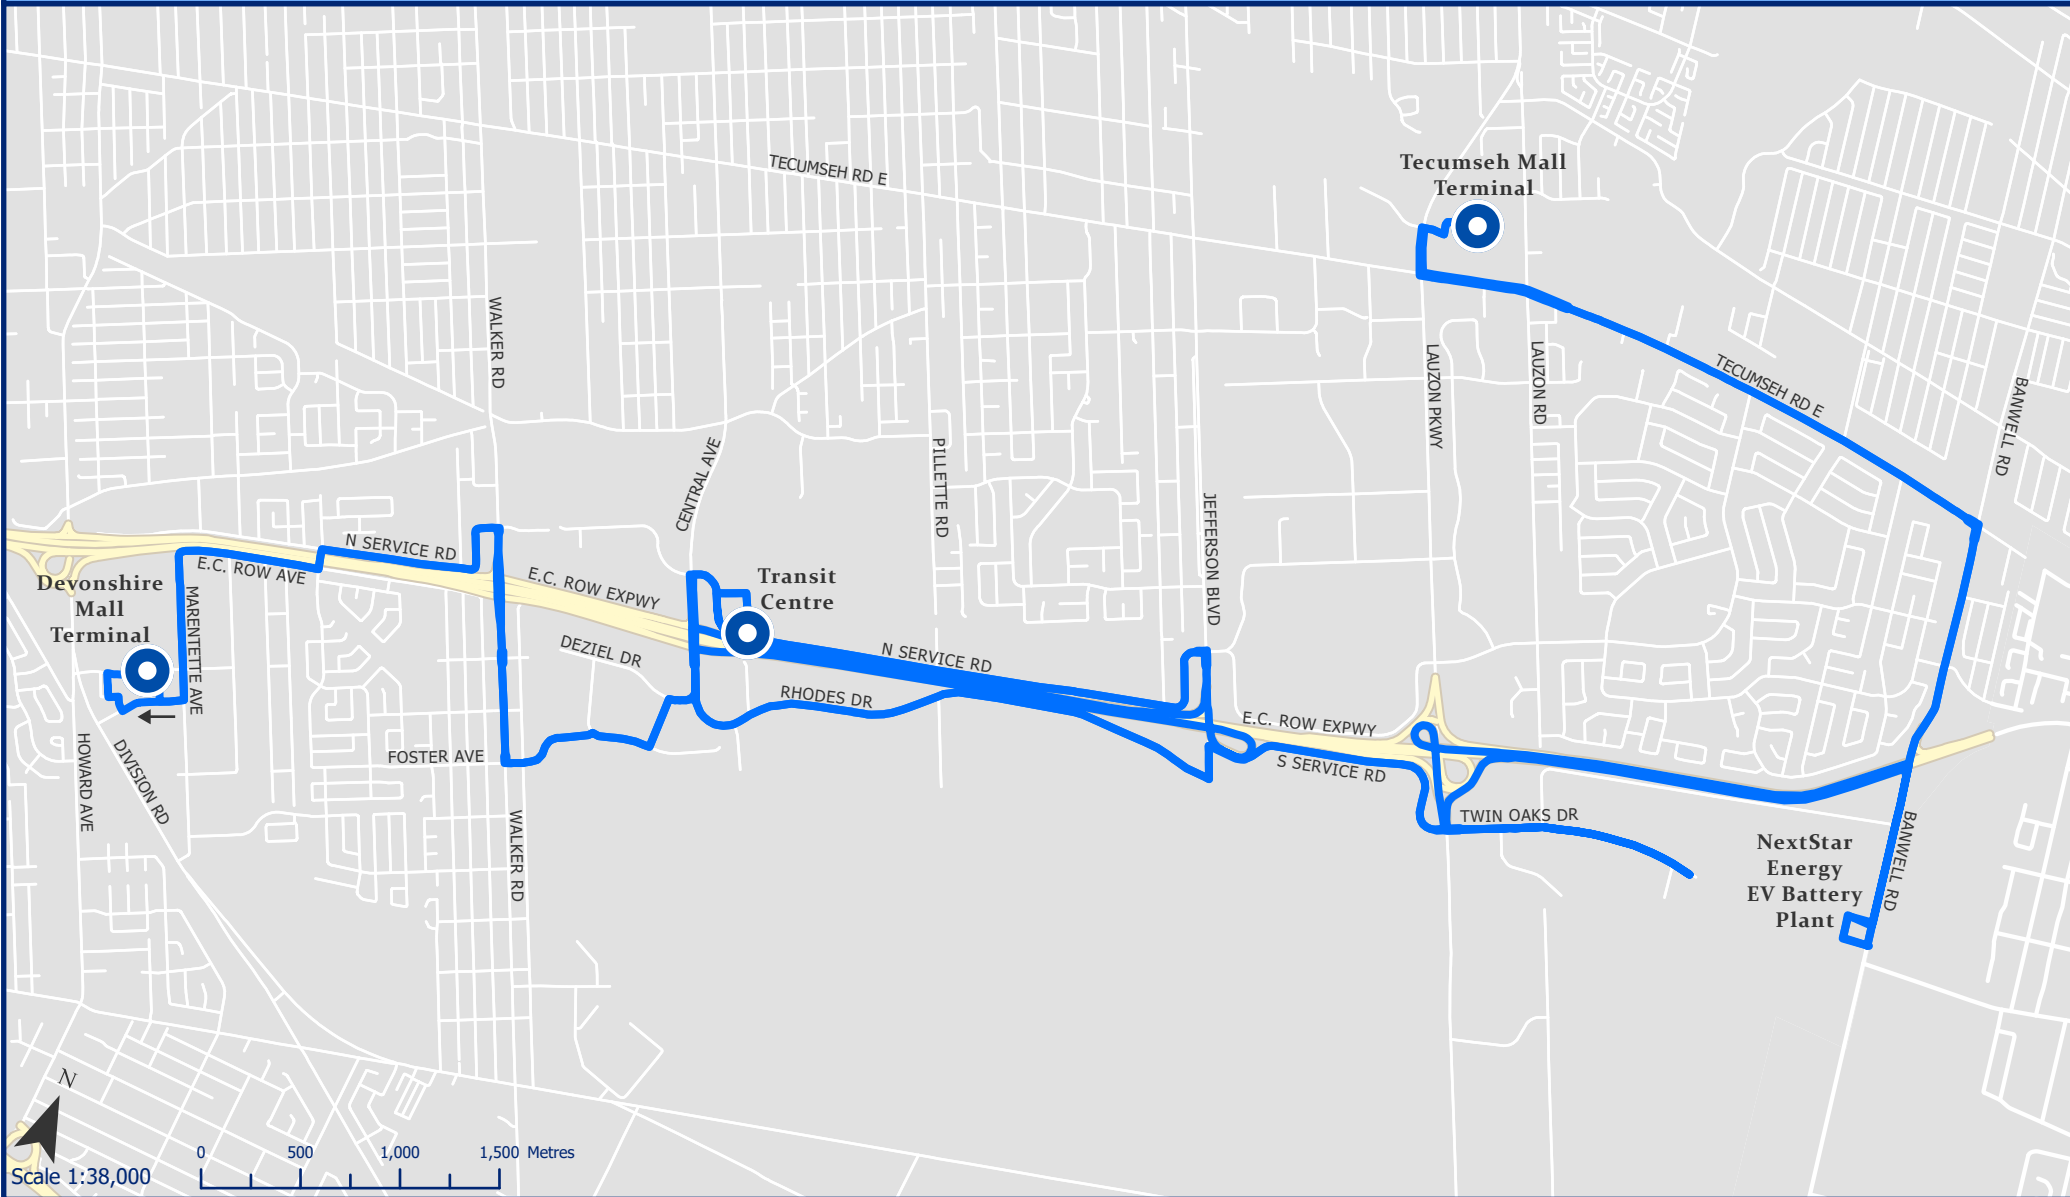 Tecumseh Mall
Terminal
TECUMSEH RD E
WALKER RD
LAUZON PKWY
LAUZON RD
TECUMSEH RD E
BANWELL RD
CENTRAL AVE
PILLETTE RD
JEFFERSON BLVD
N SERVICE RD
E.C. ROW AVE
Devonshire
Mall
Terminal
MARENTETTE AVE
E.C. ROW EXPWY
Transit
Centre
DEZIEL DR
N SERVICE RD
RHODES DR
E.C. ROW EXPWY
S SERVICE RD
FOSTER AVE
HOWARD AVE
DIVISION RD
WALKER RD
TWIN OAKS DR
NextStar
Energy
EV Battery
Plant
BANWELL RD
N
0 500 1,000 1,500 Metres
Scale 1:38,000